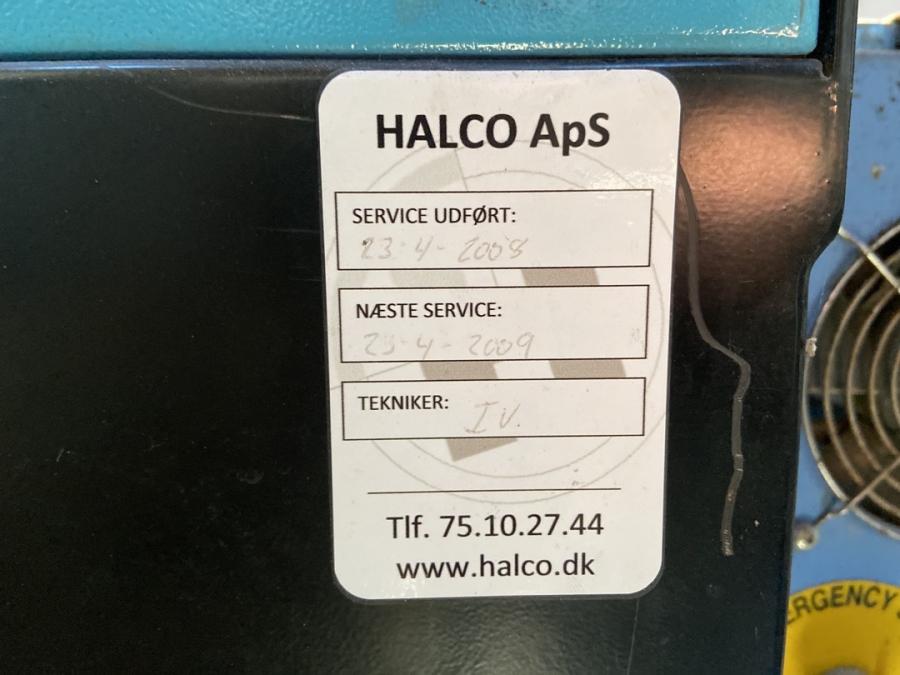 HALCO ApS
SERVICE UDFØRT:
23-4-2008
NÆSTE SERVICE:
23-4-2009
TEKNIKER: I V.
Tlf. 75.10.27.44
www.halco.dk